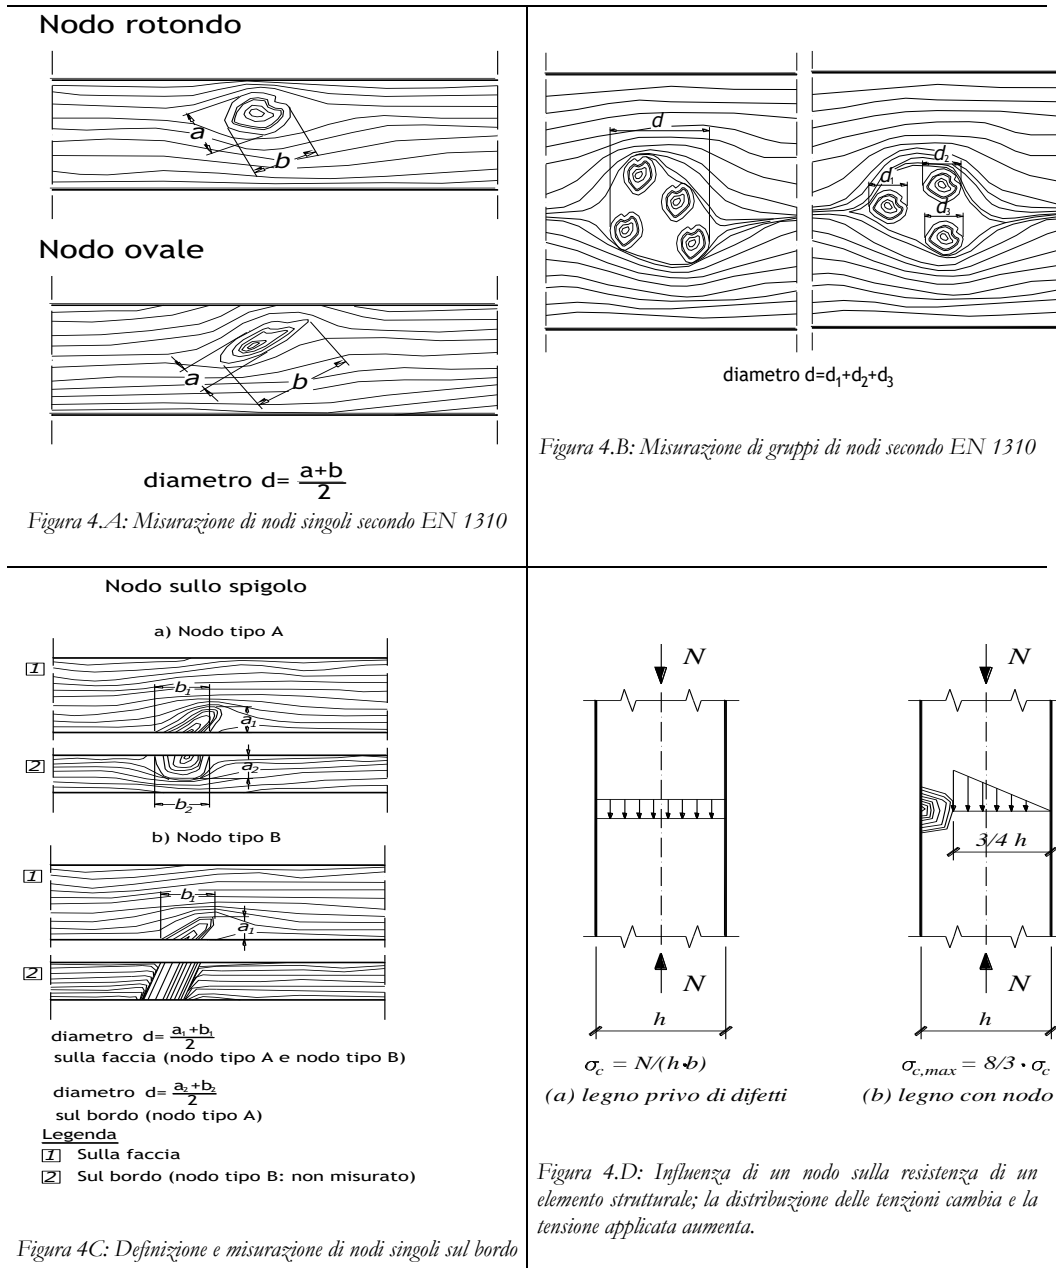 Nodo rotondo
a
b
Nodo ovale
a
b
diametro d= a+b
2
Figura 4.A: Misurazione di nodi singoli secondo EN 1310
d
d1
d2
d3
diametro d=d1+d2+d3
Figura 4.B: Misurazione di gruppi di nodi secondo EN 1310
Nodo sullo spigolo
a) Nodo tipo A
1
b1
a1
2
a2
b2
b) Nodo tipo B
1
b1
a1
2
diametro d= a1+b1
2
sulla faccia (nodo tipo A e nodo tipo B)
diametro d= a2+b2
2
sul bordo (nodo tipo A)
Legenda
1 Sulla faccia
2 Sul bordo (nodo tipo B: non misurato)
Figura 4C: Definizione e misurazione di nodi singoli sul bordo
N
N
h
σc = N/(h·b)
(a) legno privo di difetti
N
3/4 h
N
h
σc,max = 8/3 · σc
(b) legno con nodo
Figura 4.D: Influenza di un nodo sulla resistenza di un
elemento strutturale; la distribuzione delle tenzioni cambia e la
tensione applicata aumenta.